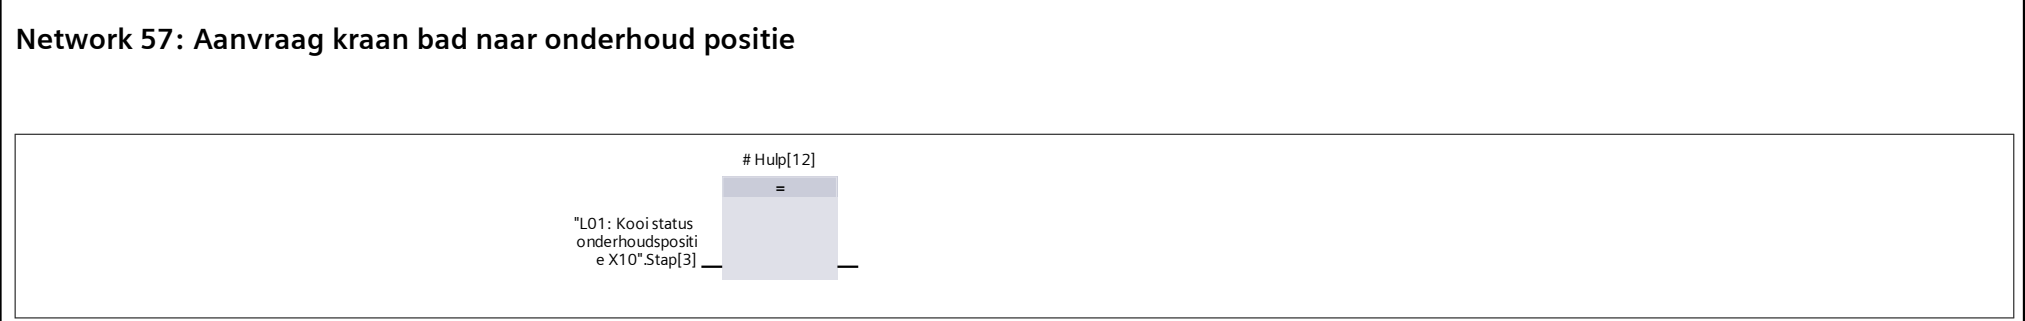 Network 57: Aanvraag kraan bad naar onderhoud positie
# Hulp[12]
=
"L01: Kooi status
onderhoudspositi
e X10".Stap[3]